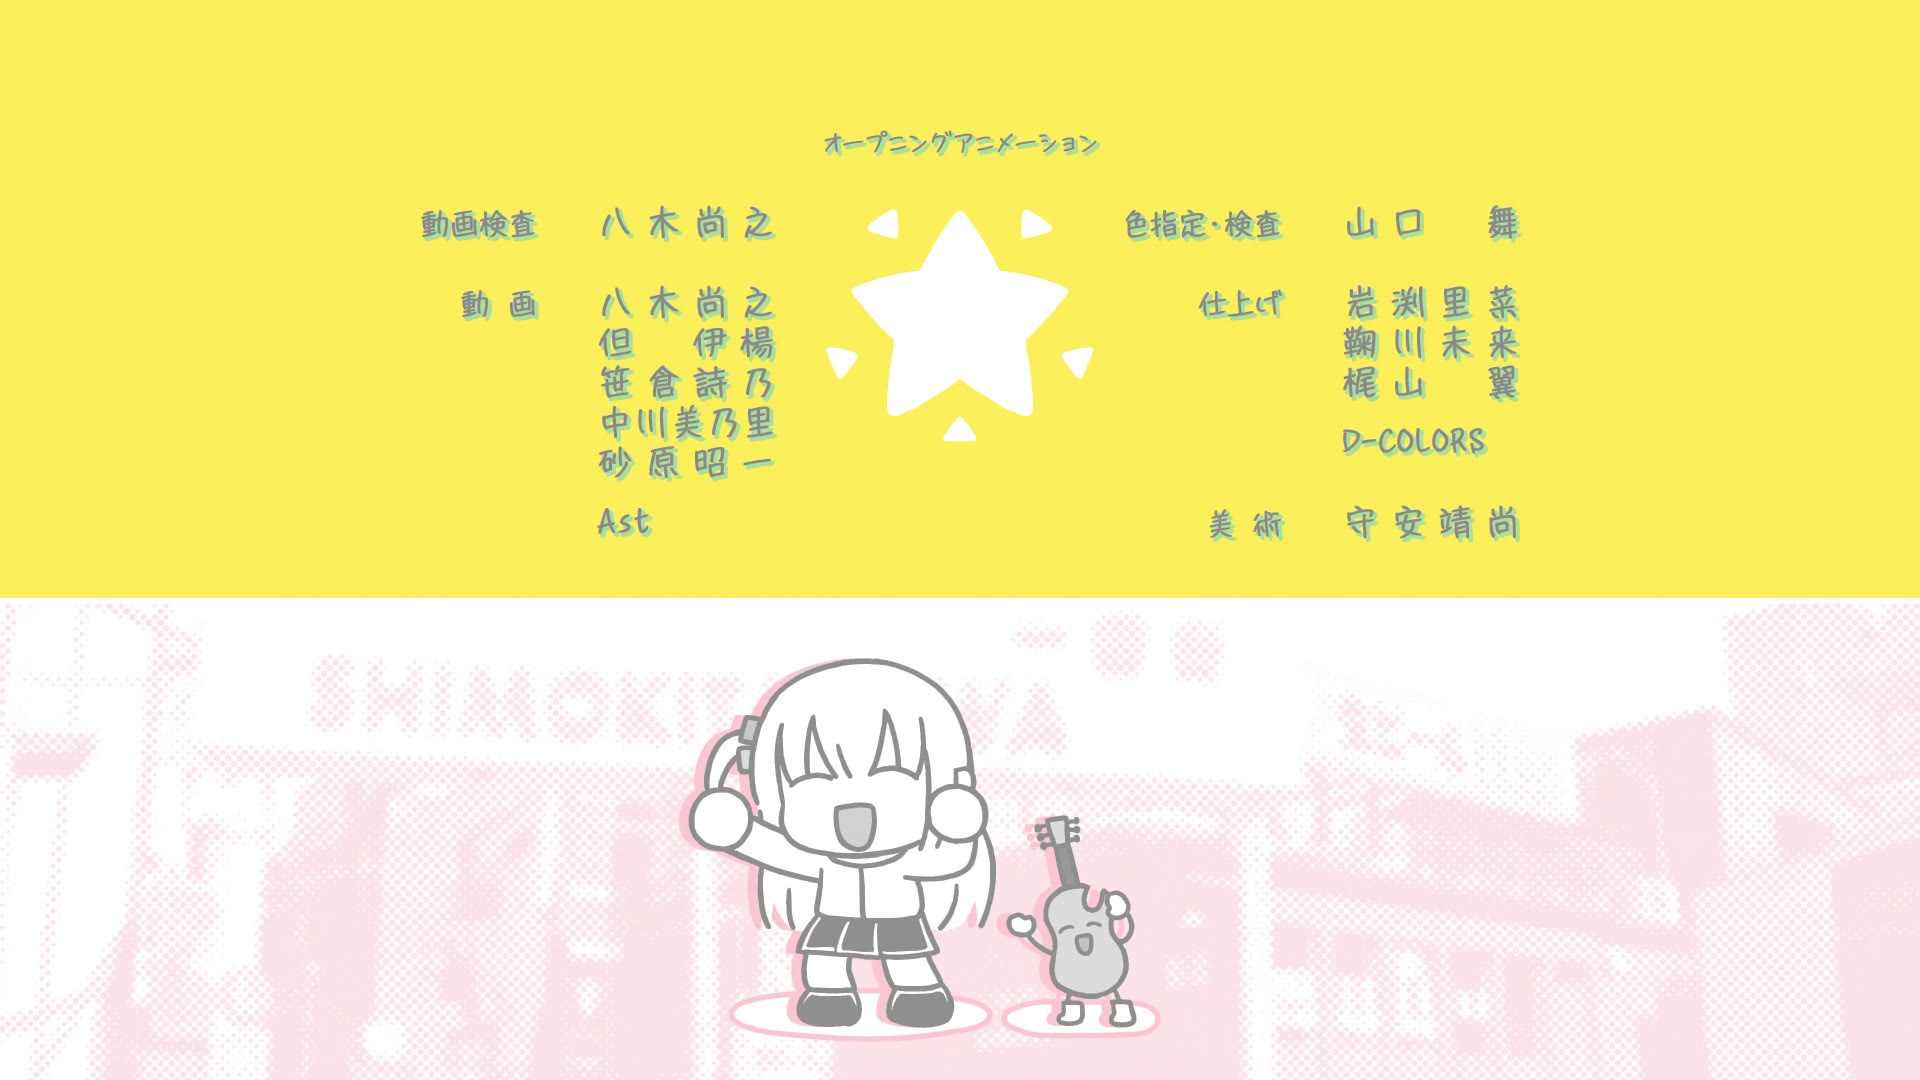 オープニングアニメーション
動画検査 八木尚之
動画 八木尚之
但 伊楊
笹倉詩乃
中川美乃里
砂原昭一
Ast
色指定・検査 山口 舞
仕上げ 岩渕里菜
鞠川未来
梶山 翼
D-COLORS
美術 守安靖尚